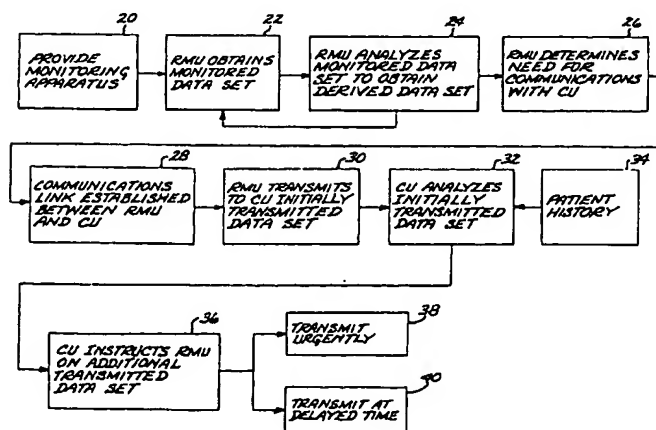 20
PROVIDE
MONITORING
APPARATUS
22
RMU OBTAINS
MONITORED
DATA SET
24
RMU ANALYZES
MONITORED DATA
SET TO OBTAIN
DERIVED DATA SET
26
RMU DETERMINES
NEED FOR
COMMUNICATIONS
WITH CU
28
COMMUNICATIONS
LINK ESTABLISHED
BETWEEN RMU
AND CU
30
RMU TRANSMITS
TO CU INITIALLY
TRANSMITTED
DATA SET
32
CU ANALYZES
INITIALLY
TRANSMITTED
DATA SET
34
PATIENT
HISTORY
36
CU INSTRUCTS RMU
ON ADDITIONAL
TRANSMITTED
DATA SET
38
TRANSMIT
URGENTLY
40
TRANSMIT AT
DELAYED TIME